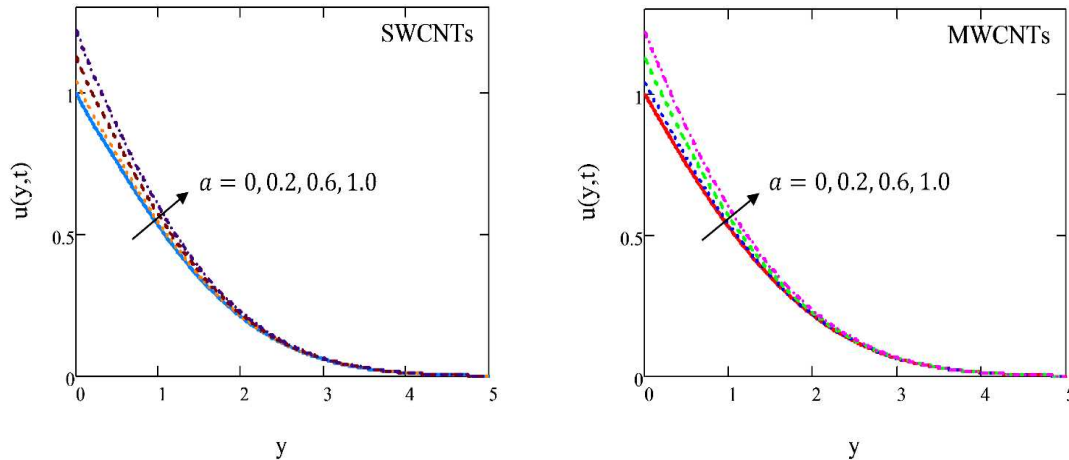 SWCNTs
1
u(y,t)
a = 0, 0.2, 0.6, 1.0
0.5
0
0 1 2 3 4 5
y
MWCNTs
1
u(y,t)
a = 0, 0.2, 0.6, 1.0
0.5
0
0 1 2 3 4 5
y